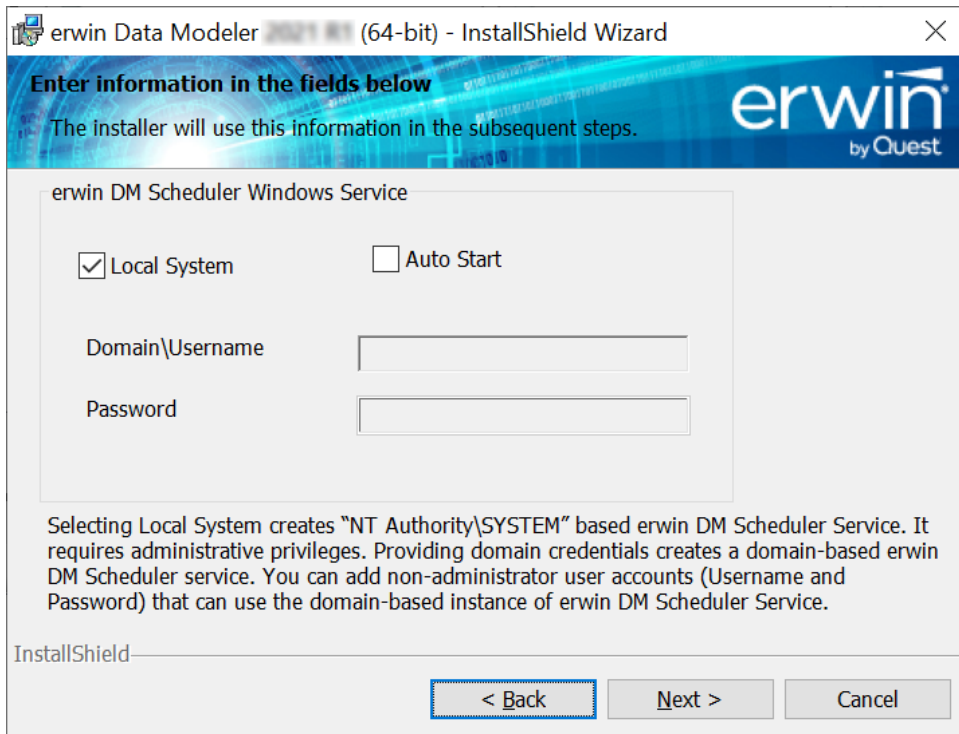 erwin Data Modeler (64-bit) - InstallShield Wizard
Enter information in the fields below
The installer will use this information in the subsequent steps.
erwin
by Quest
erwin DM Scheduler Windows Service
Local System
Auto Start
Domain\Username
Password
Selecting Local System creates “NT Authority\SYSTEM” based erwin DM Scheduler Service. It
requires administrative privileges. Providing domain credentials creates a domain-based erwin
DM Scheduler service. You can add non-administrator user accounts (Username and
Password) that can use the domain-based instance of erwin DM Scheduler Service.
InstallShield
< Back
Next >
Cancel